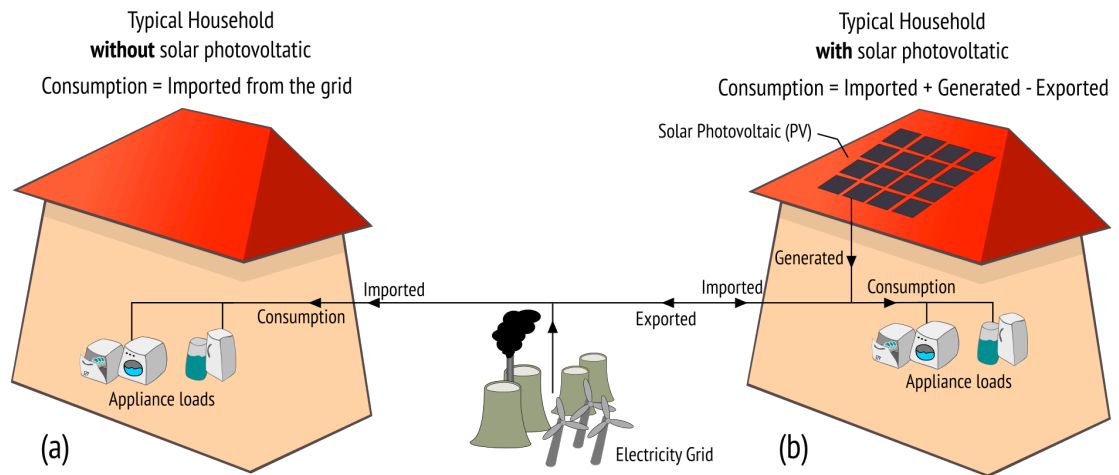 Typical Household
without solar photovoltatic
Consumption = Imported from the grid
Typical Household
with solar photovoltatic
Consumption = Imported + Generated - Exported
Solar Photovoltaic (PV)
Generated
Imported
Consumption
Imported
Exported
Consumption
Appliance loads
Appliance loads
Electricity Grid
(a)
(b)